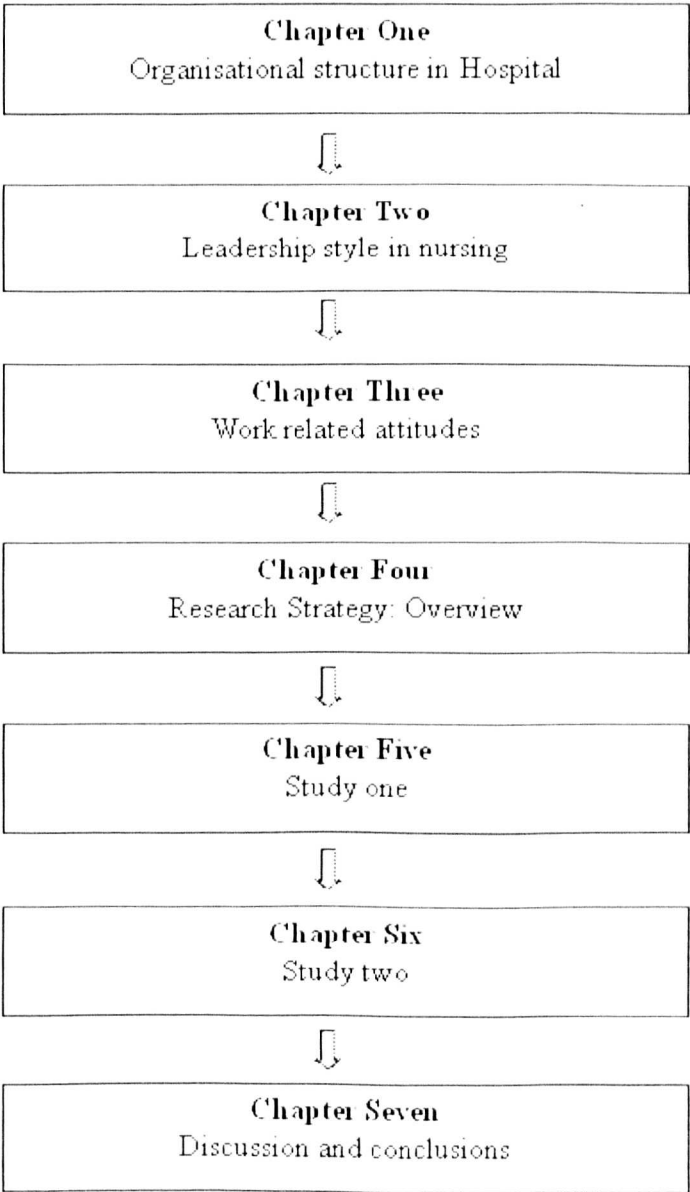 Chapter One
Organisational structure in Hospital
Chapter Two
Leadership style in nursing
Chapter Three
Work related attitudes
Chapter Four
Research Strategy: Overview
Chapter Five
Study one
Chapter Six
Study two
Chapter Seven
Discussion and conclusions